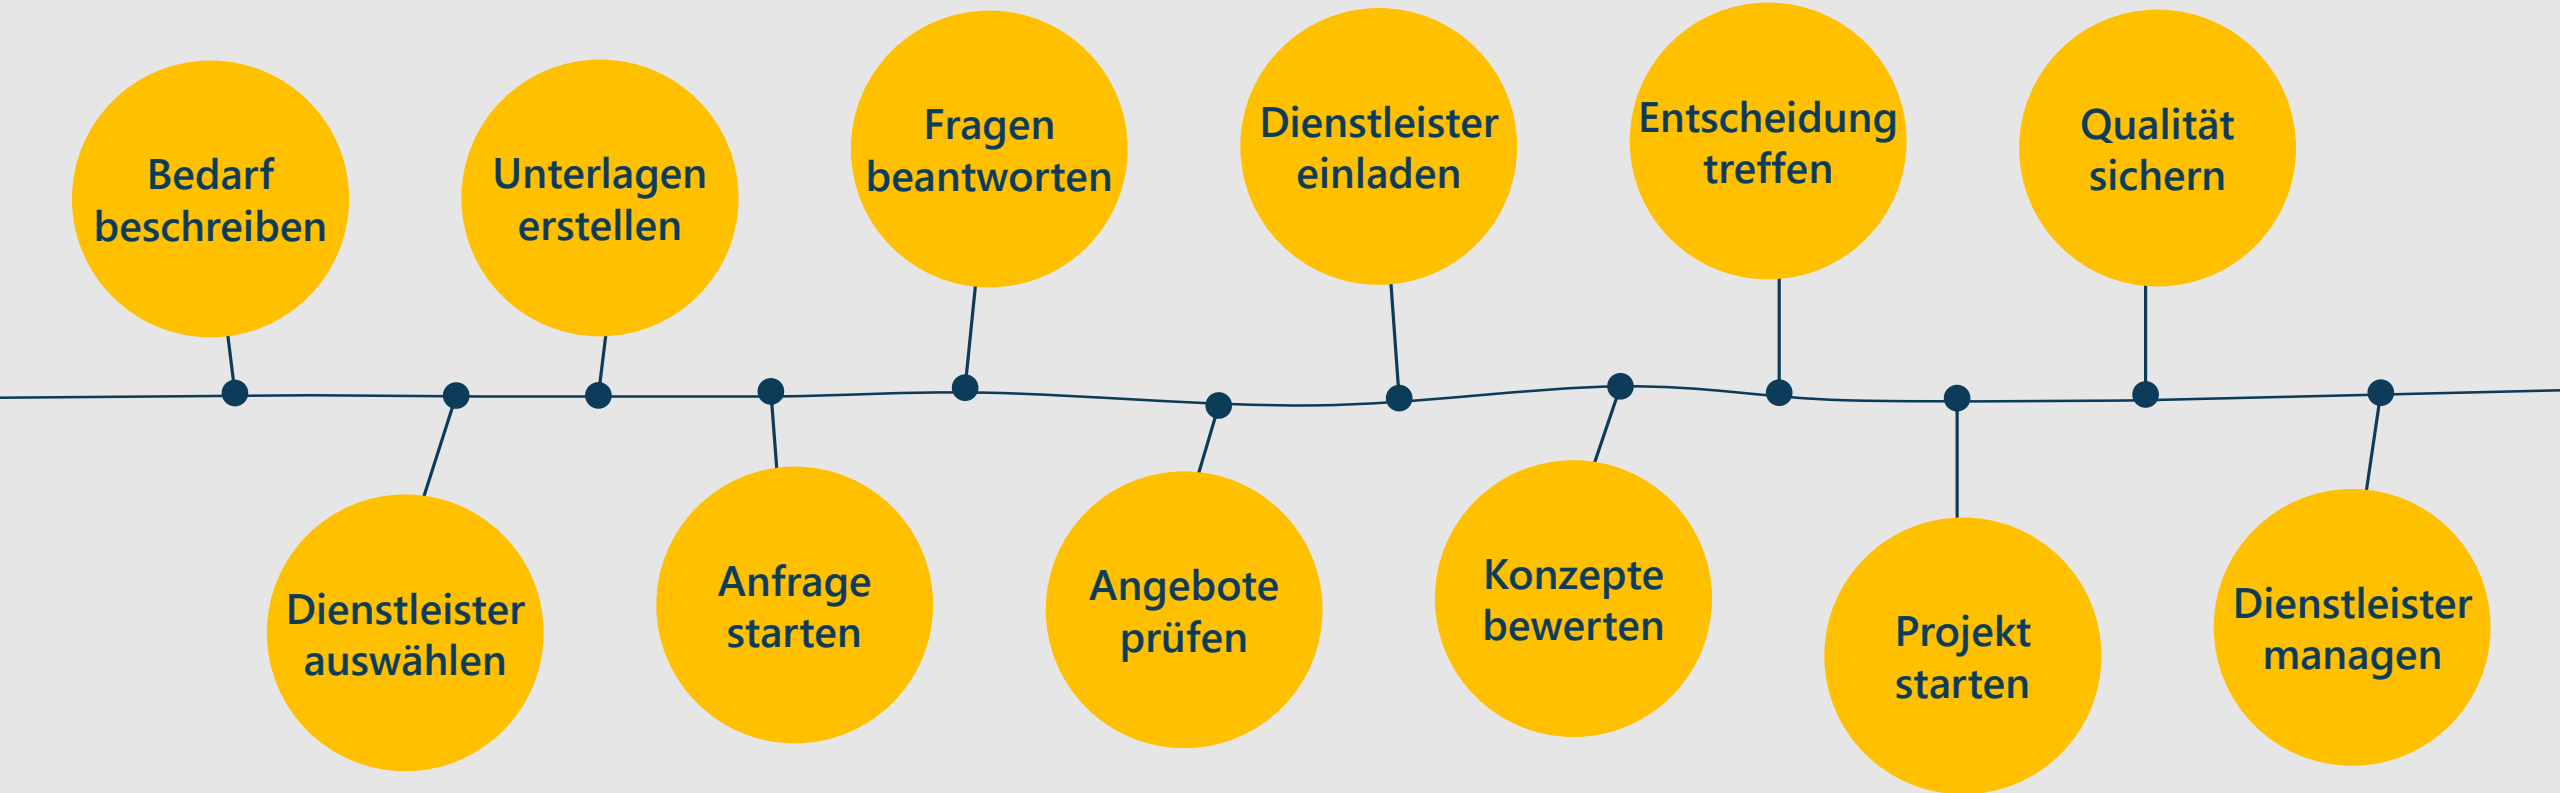 Bedarf
beschreiben
Dienstleister
auswählen
Unterlagen
erstellen
Anfrage
starten
Fragen
beantworten
Angebote
prüfen
Dienstleister
einladen
Konzepte
bewerten
Entscheidung
treffen
Projekt
starten
Qualität
sichern
Dienstleister
managen